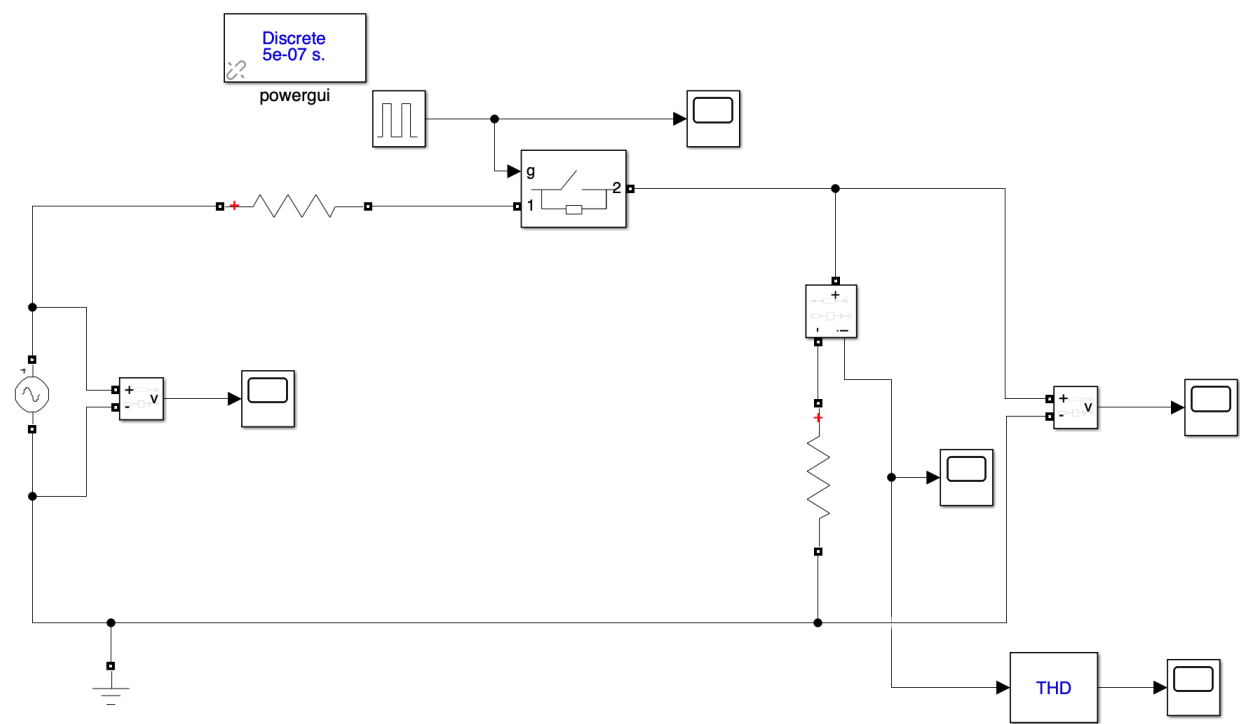 Discrete
5e-07 s.
powergui
g
2
1
+
+
+
v
-
+
+
v
-
THD